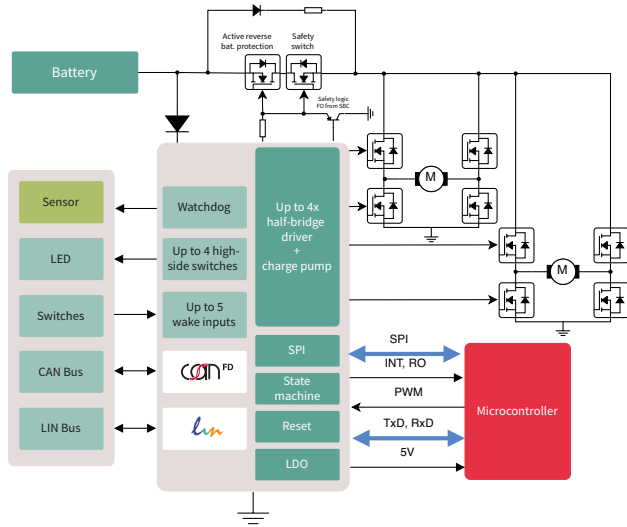 Active reverse
bat. protection
Safety
switch
Battery
Safety logic
FO from SBC
M
M
Sensor
LED
Switches
CAN Bus
LIN Bus
Watchdog
Up to 4 high-
side switches
Up to 5
wake inputs
CAN FD
lin
Up to 4x
half-bridge
driver
+
charge pump
SPI
State
machine
Reset
LDO
SPI
INT, RO
PWM
TxD, RxD
5V
Microcontroller